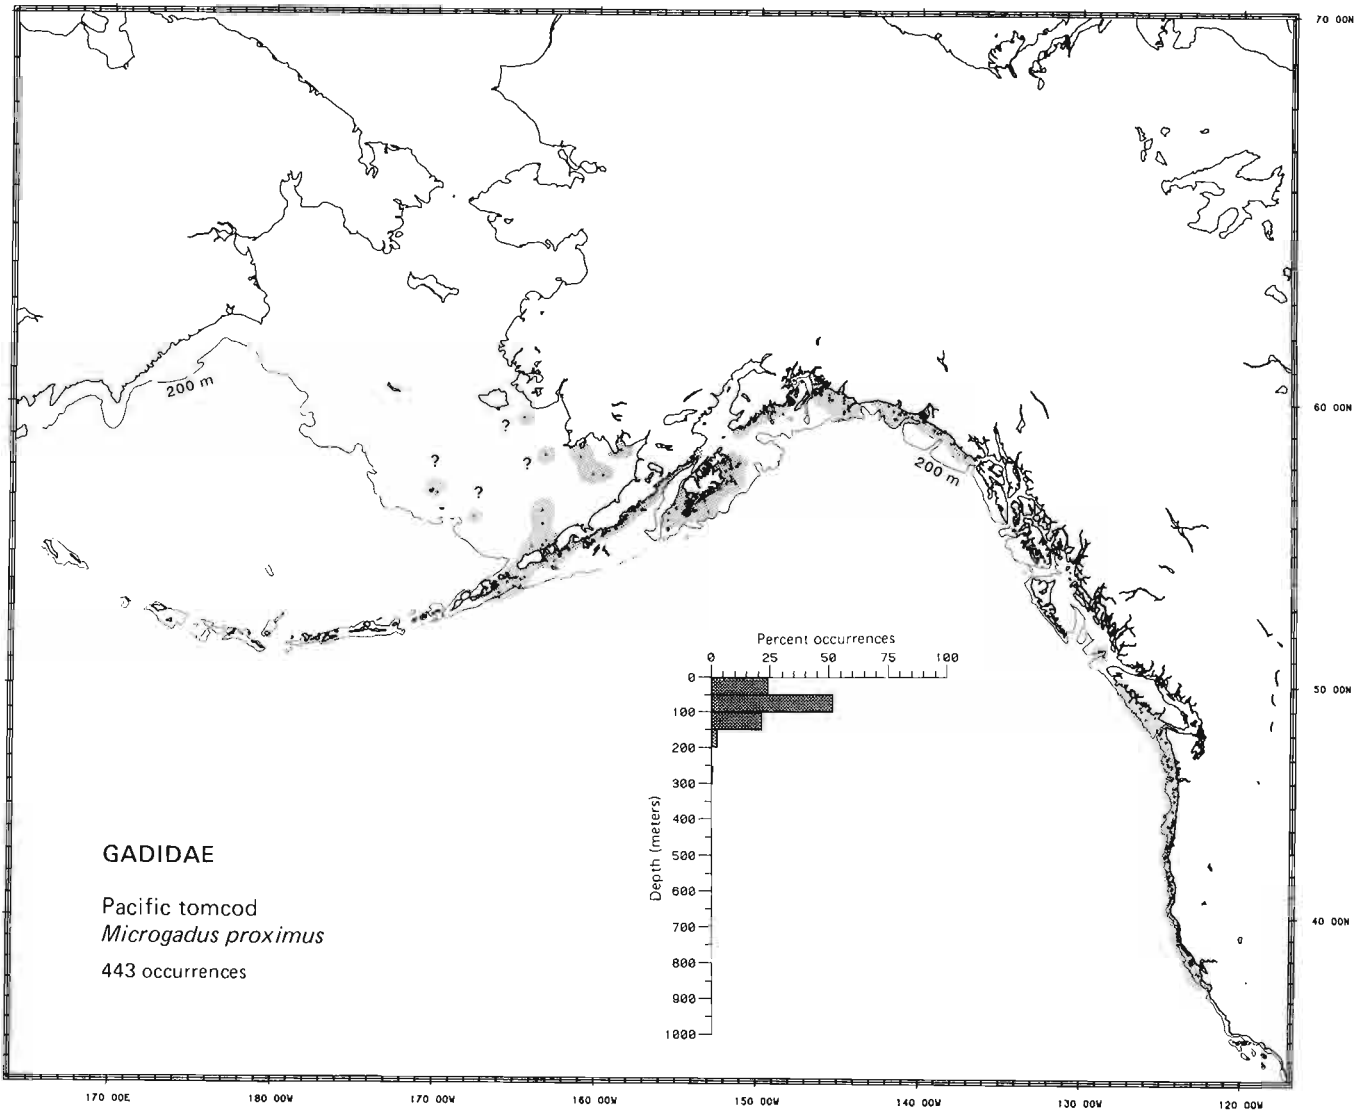 70 00N
200 m
60 00N
?
?
?
?
?
200 m
Percent occurrences
0 25 50 75 100
50 00N
0
100
200
300
400
500
600
700
800
900
1000
Depth (meters)
GADIDAE
Pacific tomcod
Microgadus proximus
443 occurrences
40 00N
170 00E 180 00W 170 00W 160 00W 150 00W 140 00W 130 00W 120 00W